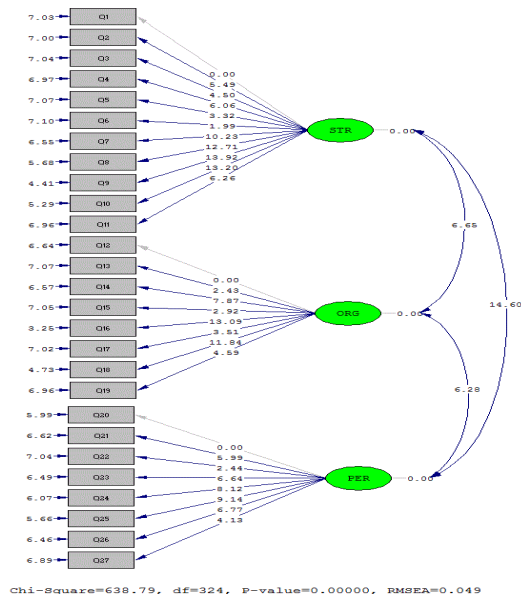 7.03 Q1
7.00 Q2
7.04 Q3
6.97 Q4
7.07 Q5
7.10 Q6
6.55 Q7
5.68 Q8
4.41 Q9
5.29 Q10
6.96 Q11
6.64 Q12
7.07 Q13
6.57 Q14
7.05 Q15
3.25 Q16
7.02 Q17
4.73 Q18
6.96 Q19
5.99 Q20
6.62 Q21
7.04 Q22
6.49 Q23
6.07 Q24
5.66 Q25
6.46 Q26
6.89 Q27
0.00
5.49
4.50
6.06
3.32
1.99
10.23
12.71
13.92
13.20
6.26
0.00
2.43
7.87
2.92
13.09
3.51
11.84
4.59
0.00
5.99
2.44
6.64
8.12
9.14
6.77
4.13
STR 0.00
ORG 0.00
PER 0.00
6.65
14.60
6.28
Chi-Square=638.79, df=324, P-value=0.00000, RMSEA=0.049